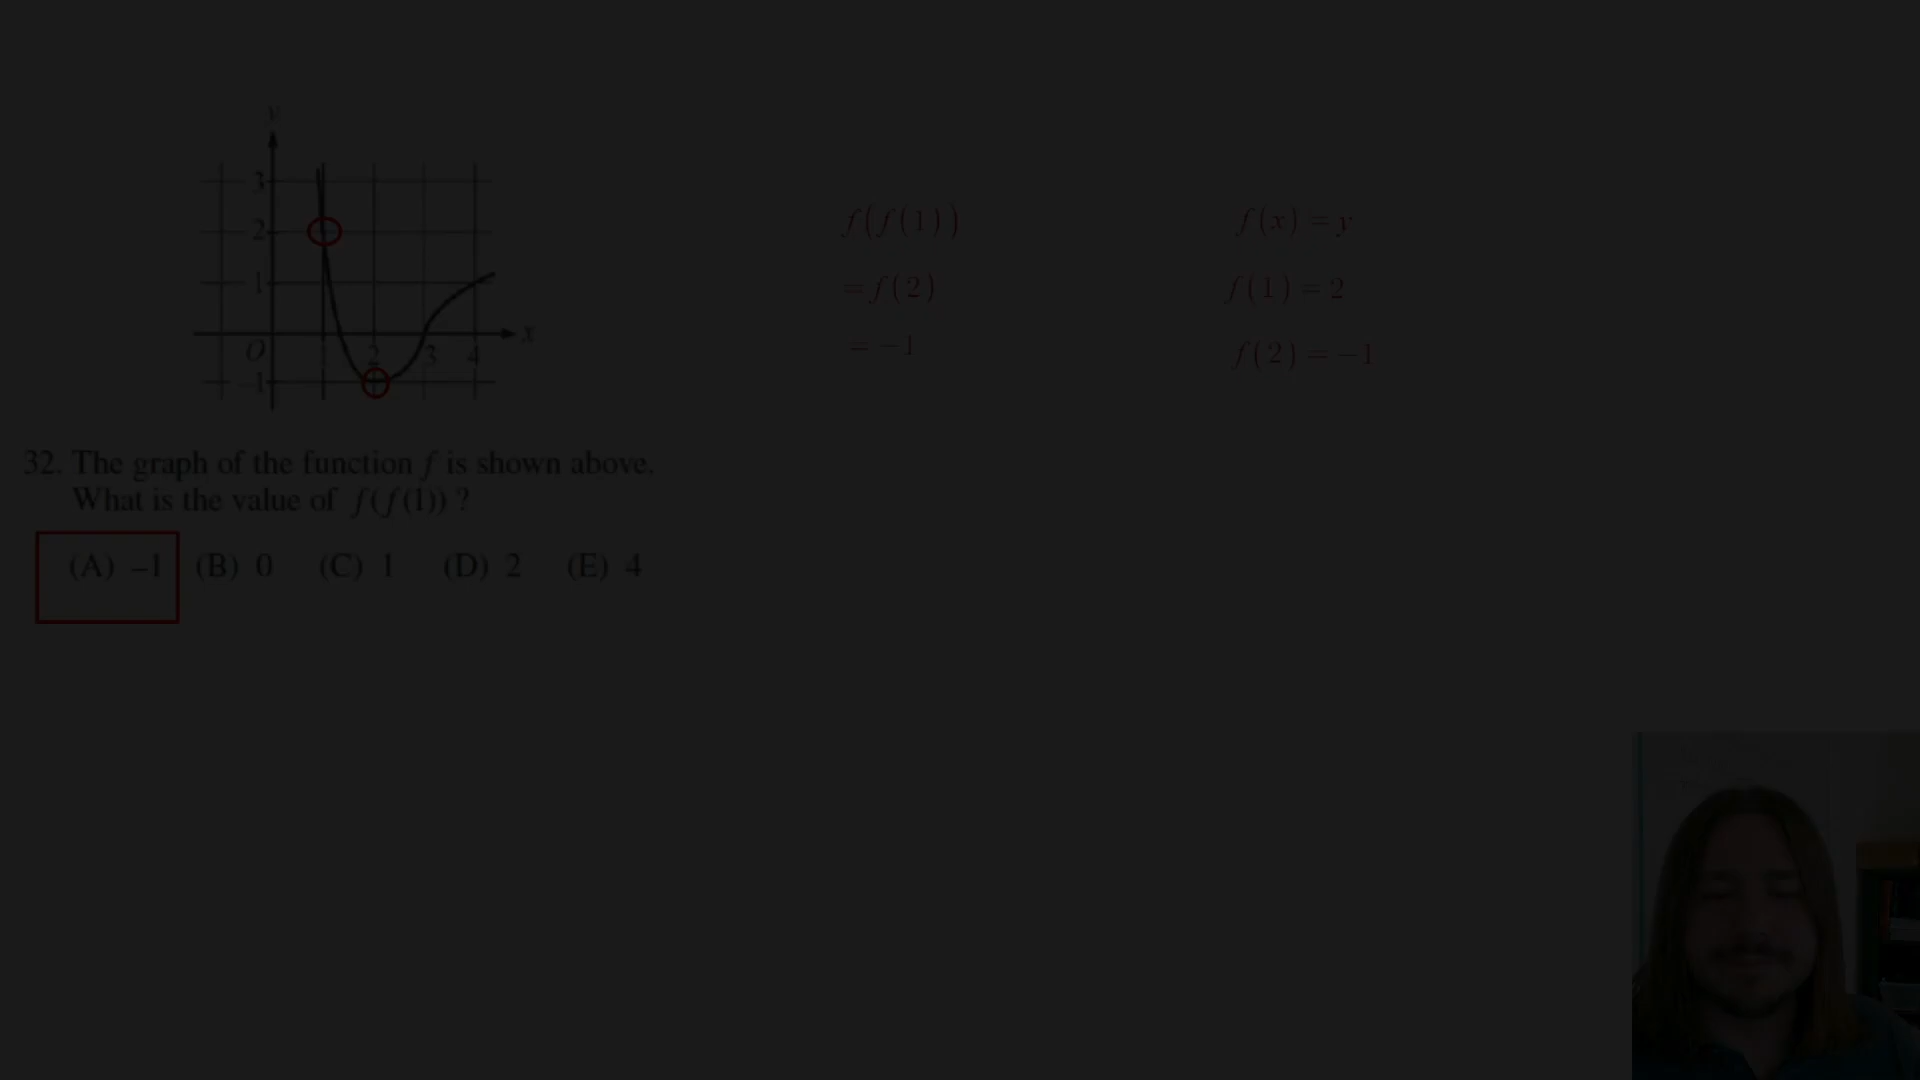 y
3
2
1
O
2
3
4
x
-1
32. The graph of the function f is shown above.
What is the value of f(f(1)) ?
(A) –1 (B) 0 (C) 1 (D) 2 (E) 4
f(f(1))
= f(2)
= −1
f(x) = y
f(1) = 2
f(2) = −1